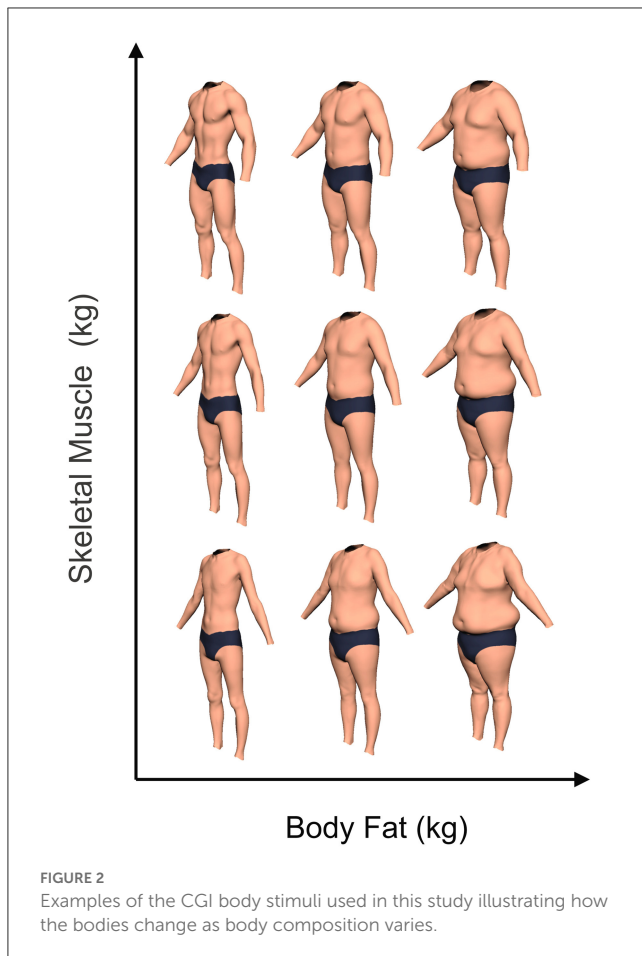 Skeletal Muscle (kg)
Body Fat (kg)
FIGURE 2
Examples of the CGI body stimuli used in this study illustrating how
the bodies change as body composition varies.